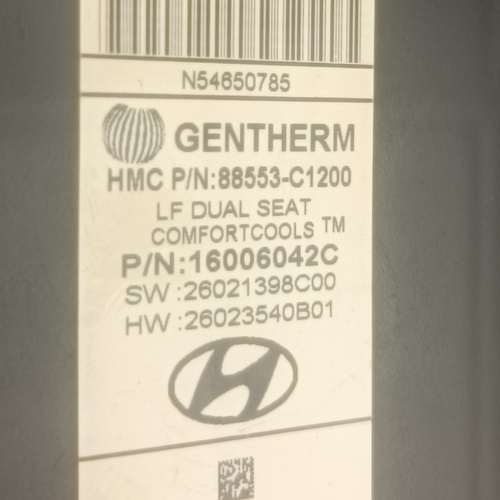 N54650785
GENTHERM
HMC P/N:88553-C1200
LF DUAL SEAT
COMFORTCOOLS TM
P/N:16006042C
SW :26021398C00
HW :26023540B01